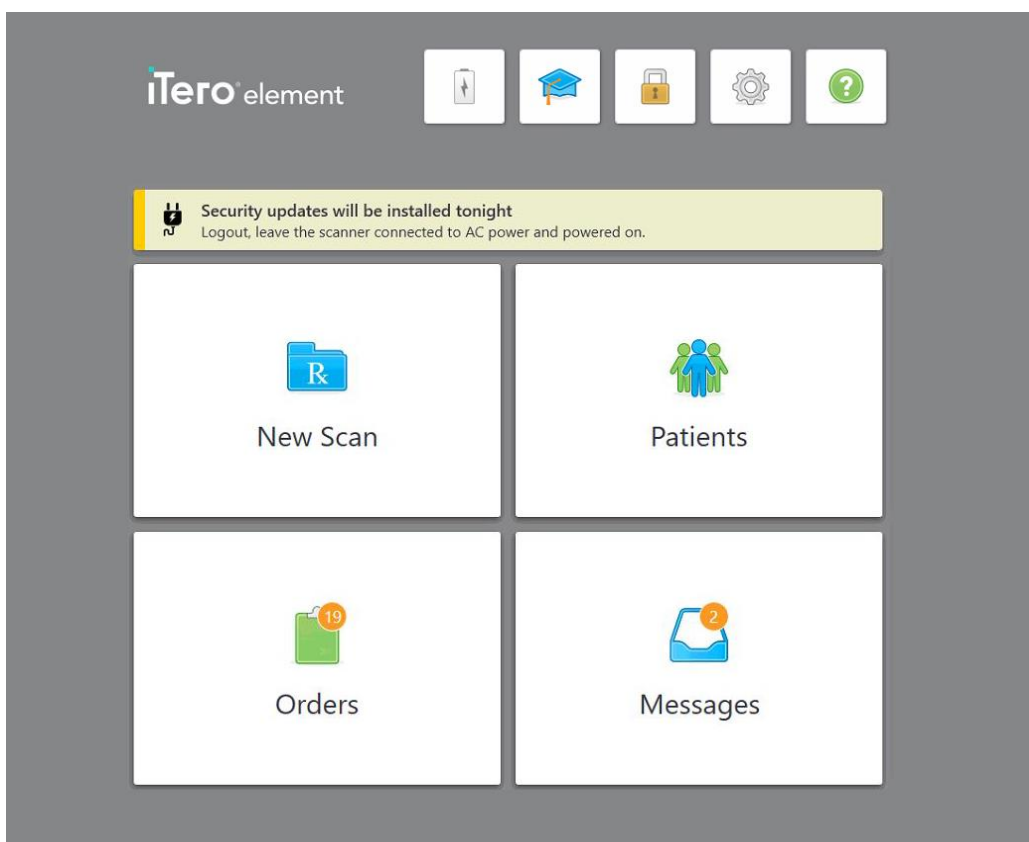 iTero® element
?
Security updates will be installed tonight
Logout, leave the scanner connected to AC power and powered on.
Rx
New Scan
Patients
19
Orders
2
Messages